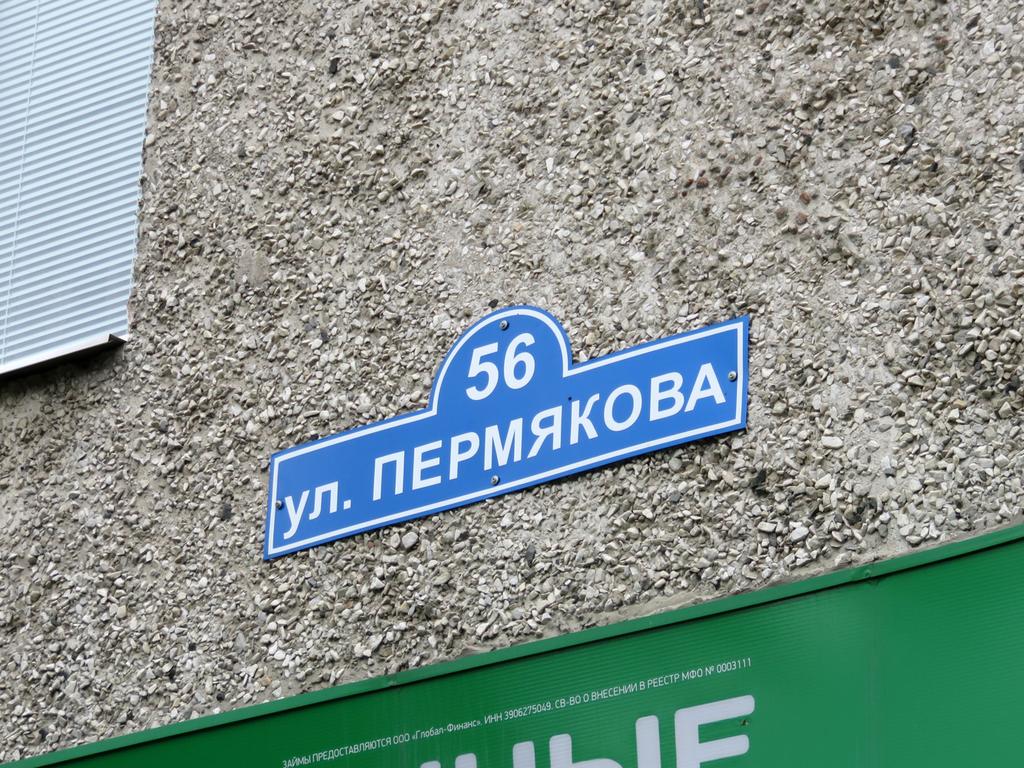 56
ул. ПЕРМЯКОВА
ЗАЙМЫ ПРЕДОСТАВЛЯЮТСЯ ООО «Глобал-Финанс». ИНН 3906275049. СВ-ВО О ВНЕСЕНИИ В РЕЕСТР МФО № 0003111
НЫЕ